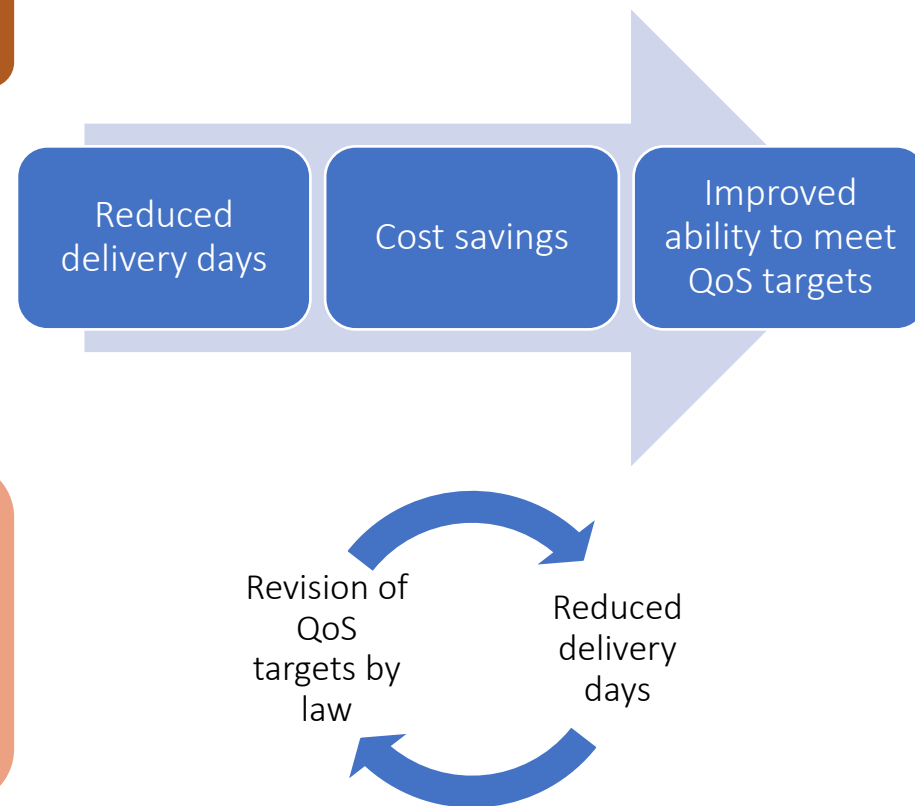 Reduced
delivery days
Cost savings
Improved
ability to meet
QoS targets
Revision of
QoS
targets by
law
Reduced
delivery
days